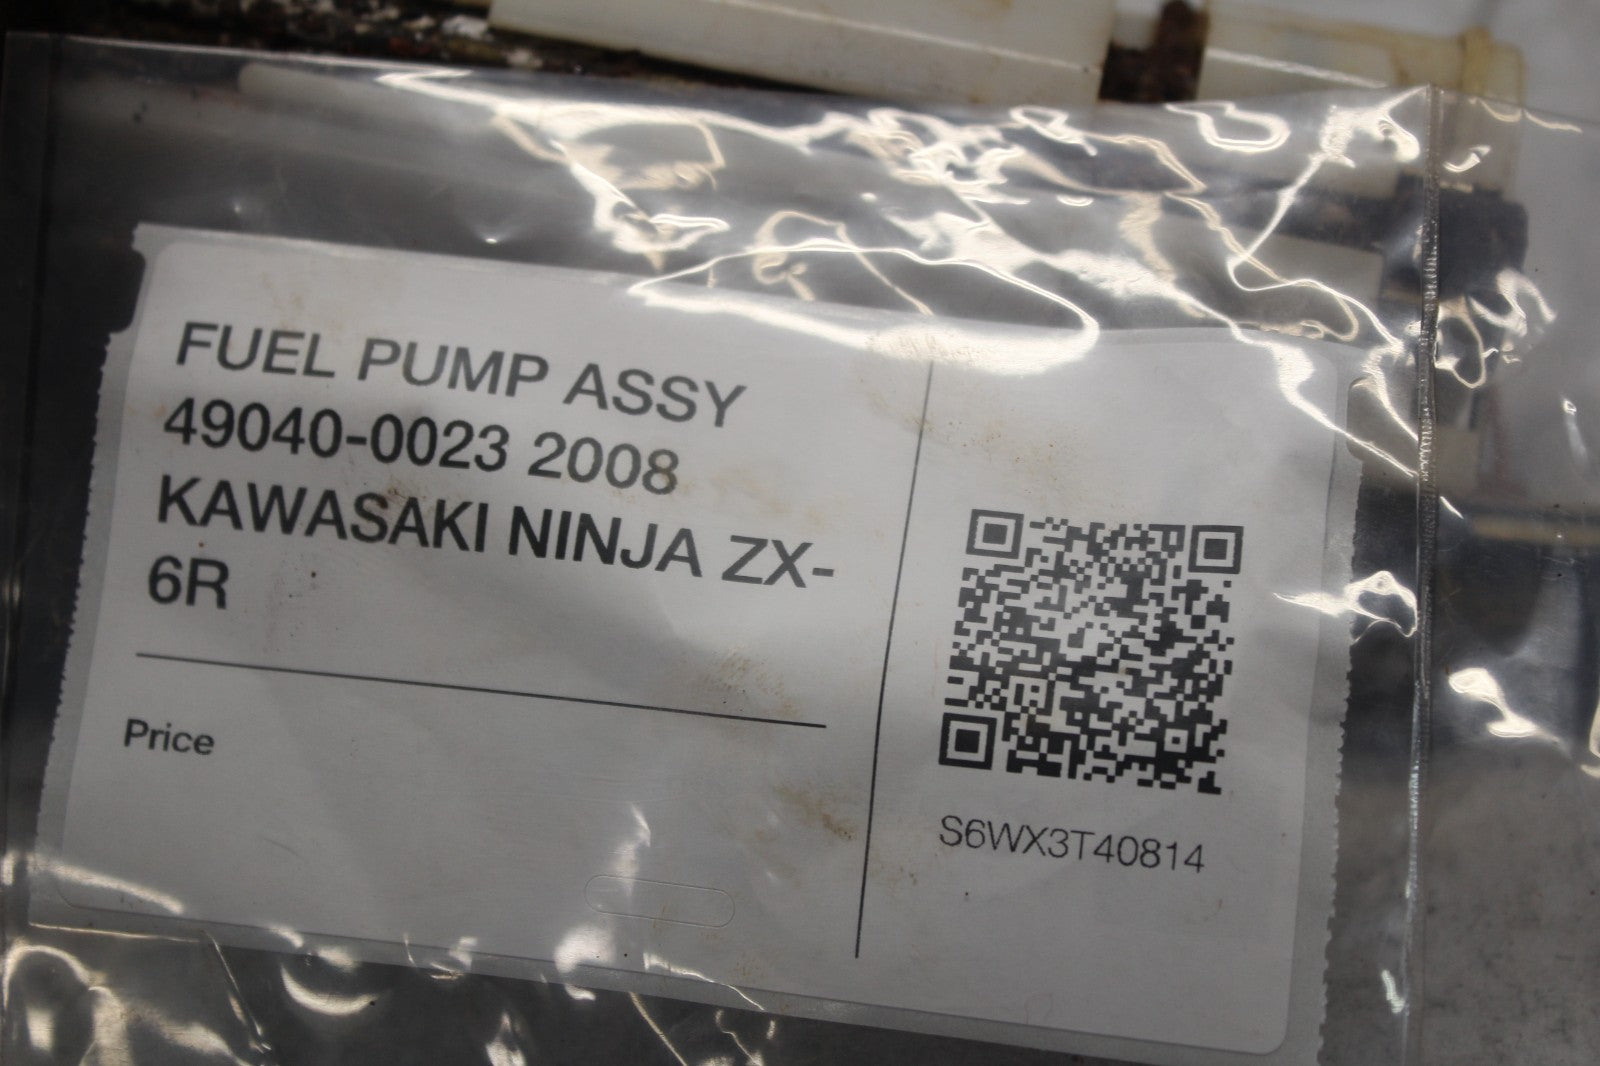 FUEL PUMP ASSY
49040-0023 2008
KAWASAKI NINJA ZX-
6R
Price
S6WX3T40814